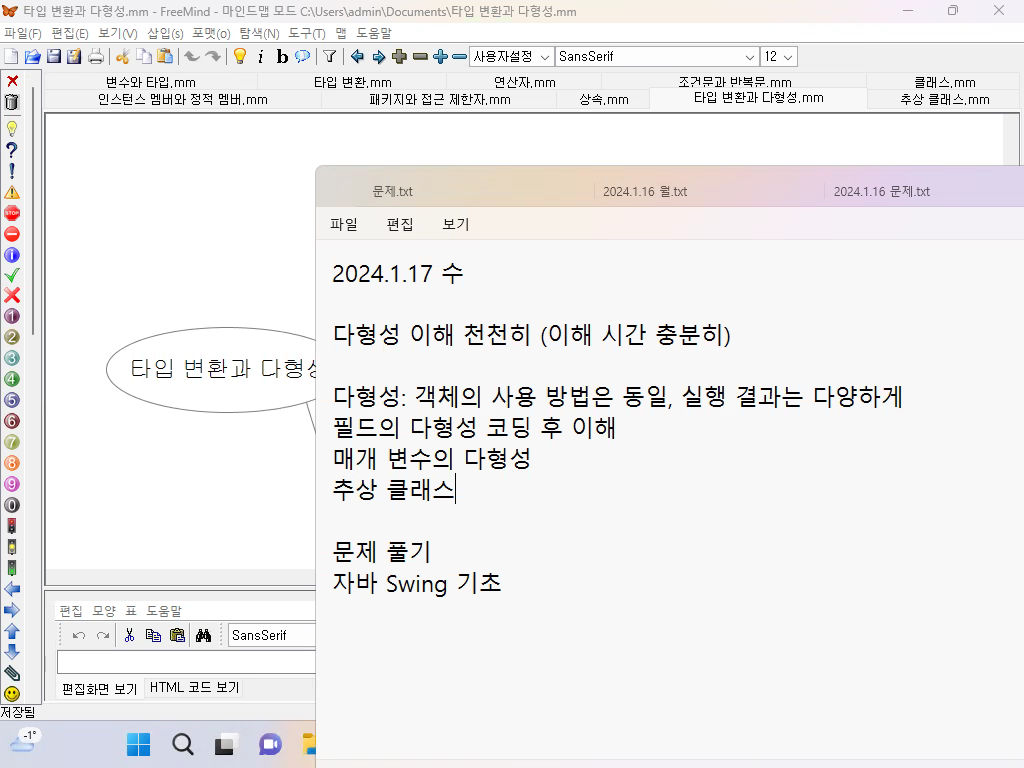 타입 변환과 다형성.mm - FreeMind - 마인드맵 모드 C:\Users\admin\Documents\타입 변환과 다형성.mm
파일(F) 편집(E) 보기(V) 삽입(s) 포맷(o) 탐색(N) 도구(T) 맵 도움말
사용자설정 SansSerif 12
변수와 타입.mm 타입 변환.mm 연산자.mm 조건문과 반복문.mm 클래스.mm
인스턴스 멤버와 정적 멤버.mm 패키지와 접근 제한자.mm 상속.mm 타입 변환과 다형성.mm 추상 클래스.mm
문제.txt 2024.1.16 월.txt 2024.1.16 문제.txt
파일 편집 보기
2024.1.17 수
다형성 이해 천천히 (이해 시간 충분히)
타입 변환과 다형성
다형성: 객체의 사용 방법은 동일, 실행 결과는 다양하게
필드의 다형성 코딩 후 이해
매개 변수의 다형성
추상 클래스
문제 풀기
자바 Swing 기초
편집 모양 표 도움말
SansSerif
편집화면 보기 HTML 코드 보기
저장됨
-1°